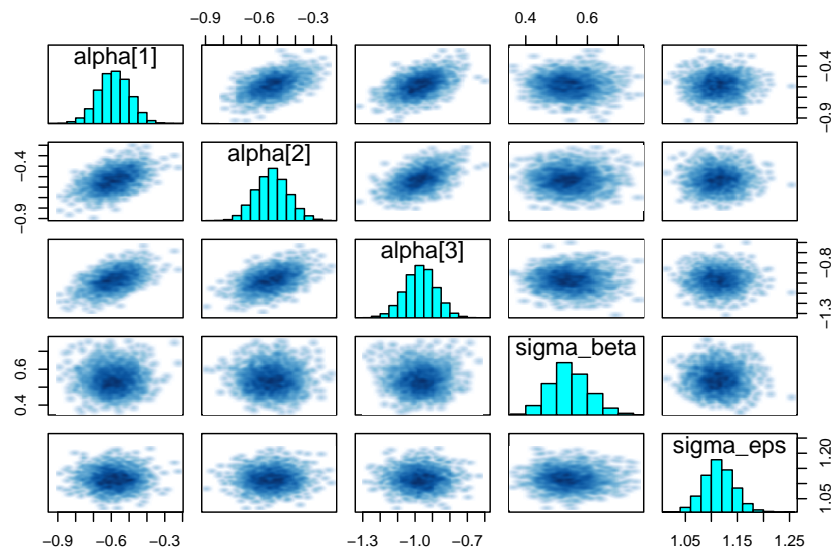 −0.9 −0.6 −0.2
0.4 0.6
alpha[1]
−0.9 −0.4
alpha[2]
−0.9 −0.4
alpha[3]
−1.3 −0.8
sigma_beta
0.4 0.6
sigma_eps
1.05 1.20
−0.9 −0.6 −0.3
−1.3 −1.0 −0.7
1.05 1.15 1.25